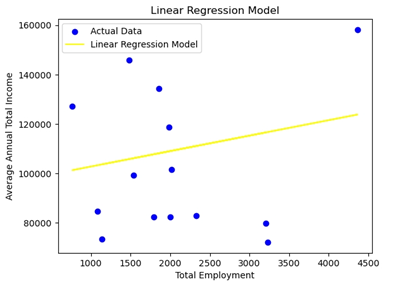 Linear Regression Model
Actual Data
Linear Regression Model
160000
140000
120000
100000
80000
Average Annual Total Income
1000 1500 2000 2500 3000 3500 4000 4500
Total Employment